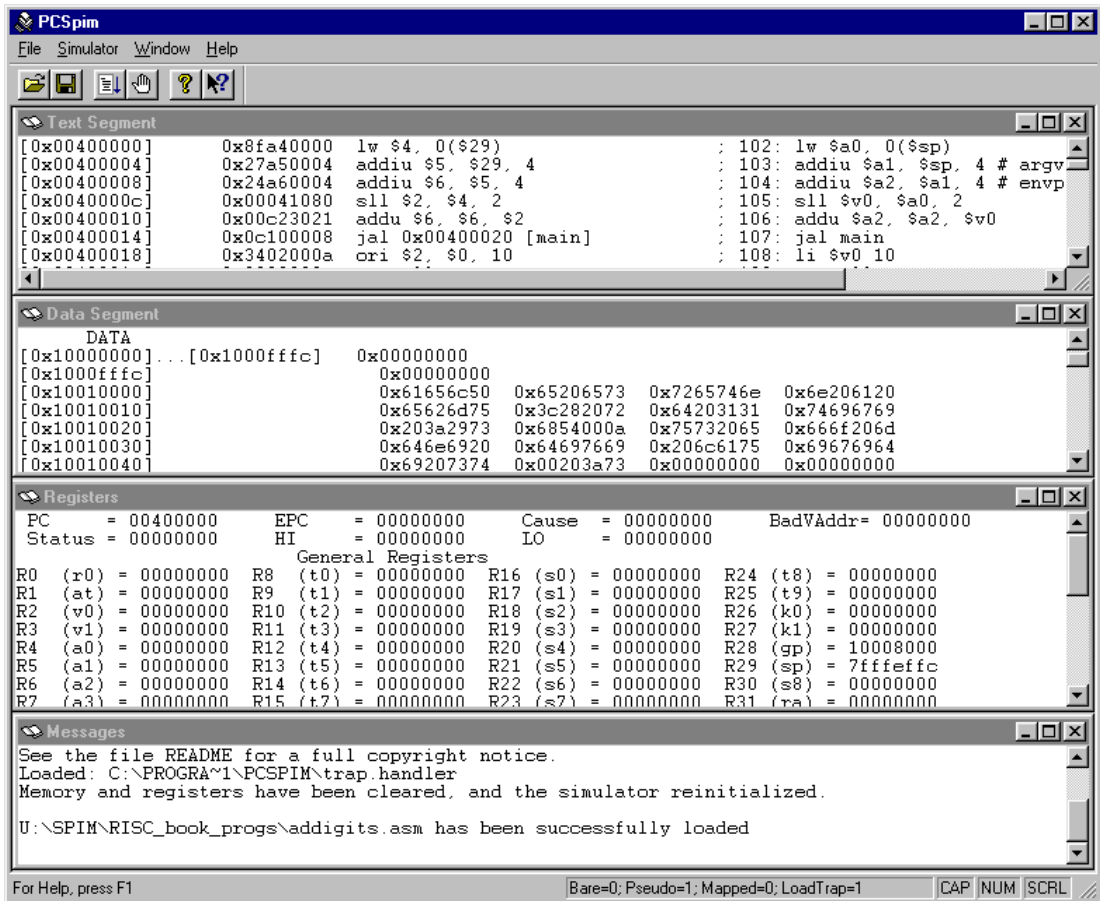 PCSpim
File Simulator Window Help
Text Segment
[0x00400000] 0x8fa40000 lw $4, 0($29) ; 102: lw $a0, 0($sp)
[0x00400004] 0x27a50004 addiu $5, $29, 4 ; 103: addiu $a1, $sp, 4 # argv
[0x00400008] 0x24a60004 addiu $6, $5, 4 ; 104: addiu $a2, $a1, 4 # envp
[0x0040000c] 0x00041080 sll $2, $4, 2 ; 105: sll $v0, $a0, 2
[0x00400010] 0x00c23021 addu $6, $6, $2 ; 106: addu $a2, $a2, $v0
[0x00400014] 0x0c100008 jal 0x00400020 [main] ; 107: jal main
[0x00400018] 0x3402000a ori $2, $0, 10 ; 108: li $v0 10
Data Segment
DATA
[0x10000000]...[0x1000fffc] 0x00000000
[0x1000fffc] 0x00000000
[0x10010000] 0x61656c50 0x65206573 0x7265746e 0x6e206120
[0x10010010] 0x65626d75 0x3c282072 0x64203131 0x74696769
[0x10010020] 0x203a2973 0x6854000a 0x75732065 0x666f206d
[0x10010030] 0x646e6920 0x64697669 0x206c6175 0x69676964
[0x10010040] 0x69207374 0x00203a73 0x00000000 0x00000000
Registers
PC = 00400000 EPC = 00000000 Cause = 00000000 BadVAddr= 00000000
Status = 00000000 HI = 00000000 LO = 00000000
General Registers
R0 (r0) = 00000000 R8 (t0) = 00000000 R16 (s0) = 00000000 R24 (t8) = 00000000
R1 (at) = 00000000 R9 (t1) = 00000000 R17 (s1) = 00000000 R25 (t9) = 00000000
R2 (v0) = 00000000 R10 (t2) = 00000000 R18 (s2) = 00000000 R26 (k0) = 00000000
R3 (v1) = 00000000 R11 (t3) = 00000000 R19 (s3) = 00000000 R27 (k1) = 00000000
R4 (a0) = 00000000 R12 (t4) = 00000000 R20 (s4) = 00000000 R28 (gp) = 10008000
R5 (a1) = 00000000 R13 (t5) = 00000000 R21 (s5) = 00000000 R29 (sp) = 7fffeffc
R6 (a2) = 00000000 R14 (t6) = 00000000 R22 (s6) = 00000000 R30 (s8) = 00000000
R7 (a3) = 00000000 R15 (t7) = 00000000 R23 (s7) = 00000000 R31 (ra) = 00000000
Messages
See the file README for a full copyright notice.
Loaded: C:\PROGRA~1\PCSPIM\trap.handler
Memory and registers have been cleared, and the simulator reinitialized.
U:\SPIM\RISC_book_progs\addigits.asm has been successfully loaded
For Help, press F1 Bare=0; Pseudo=1; Mapped=0; LoadTrap=1 CAP NUM SCRL